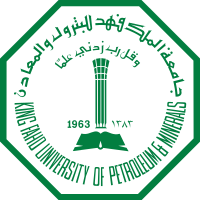 جامعة الملك فهد للبترول والمعادن
وقل رب زدني علما
1963 ١٣٨٣
KING FAHD UNIVERSITY OF PETROLEUM & MINERALS